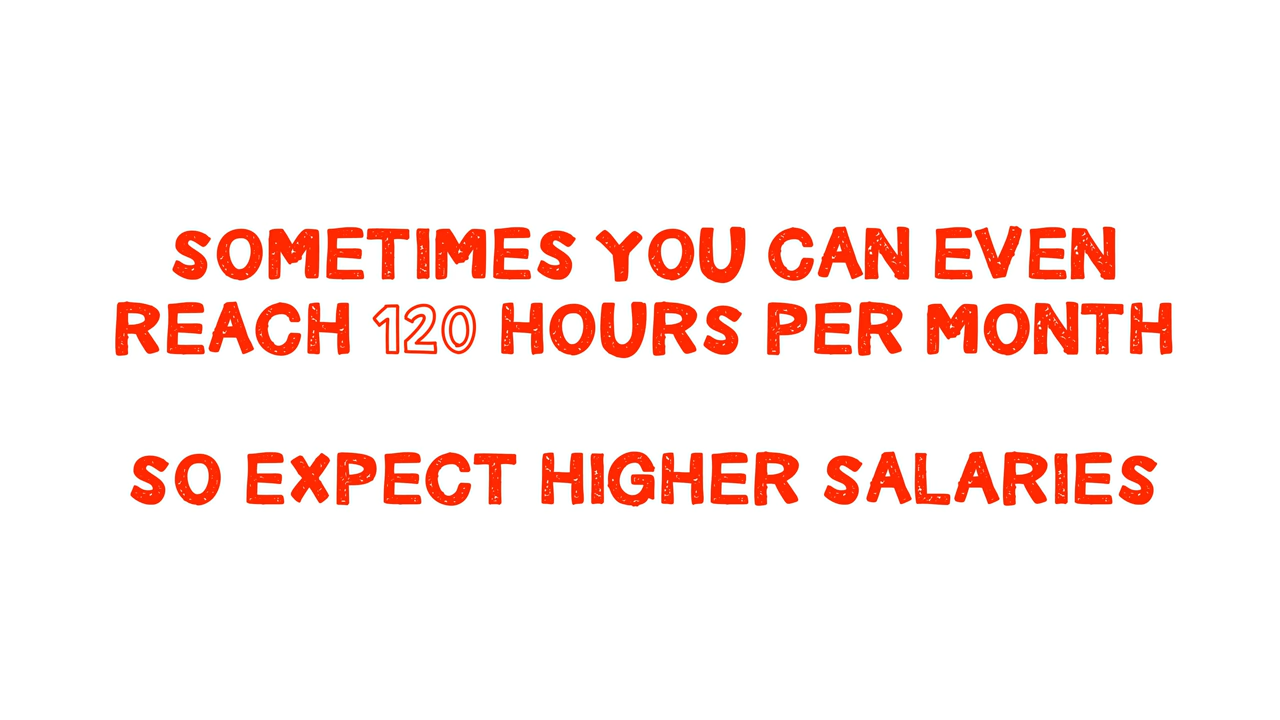 SOMETIMES YOU CAN EVEN
REACH 120 HOURS PER MONTH
SO EXPECT HIGHER SALARIES